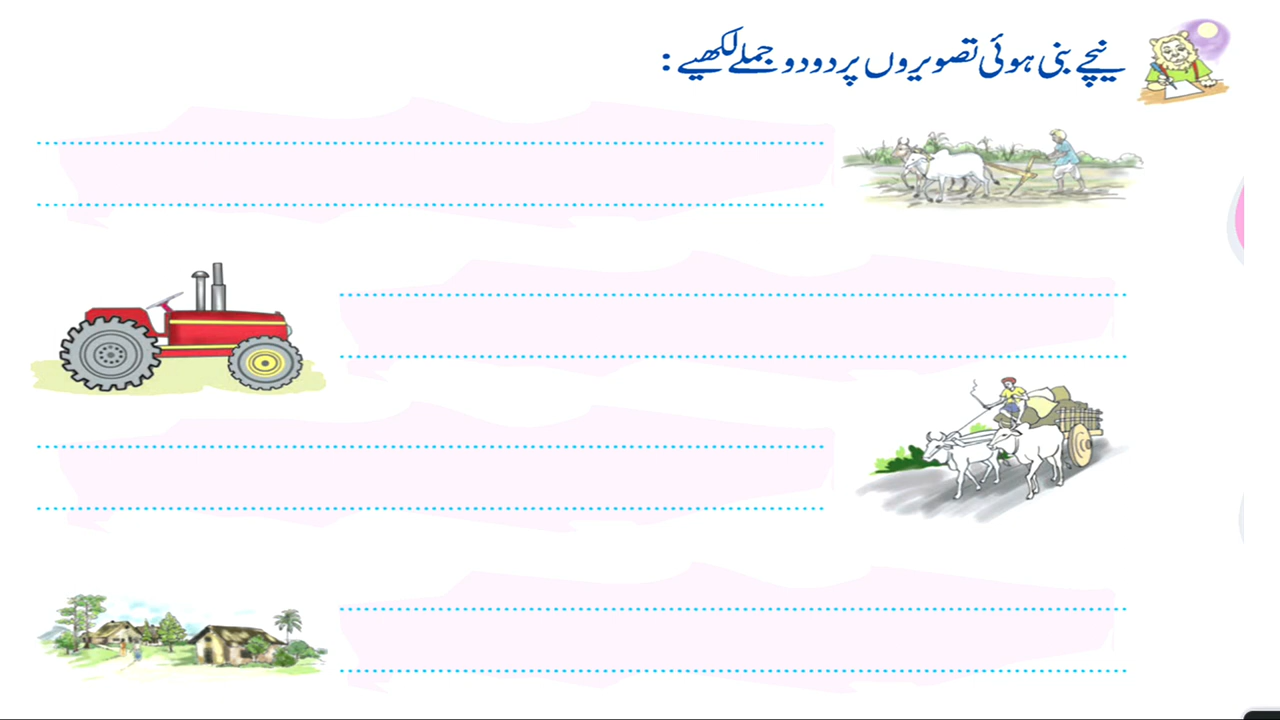 نیچے بنی ہوئی تصویروں پر دو دو جملے لکھیے :